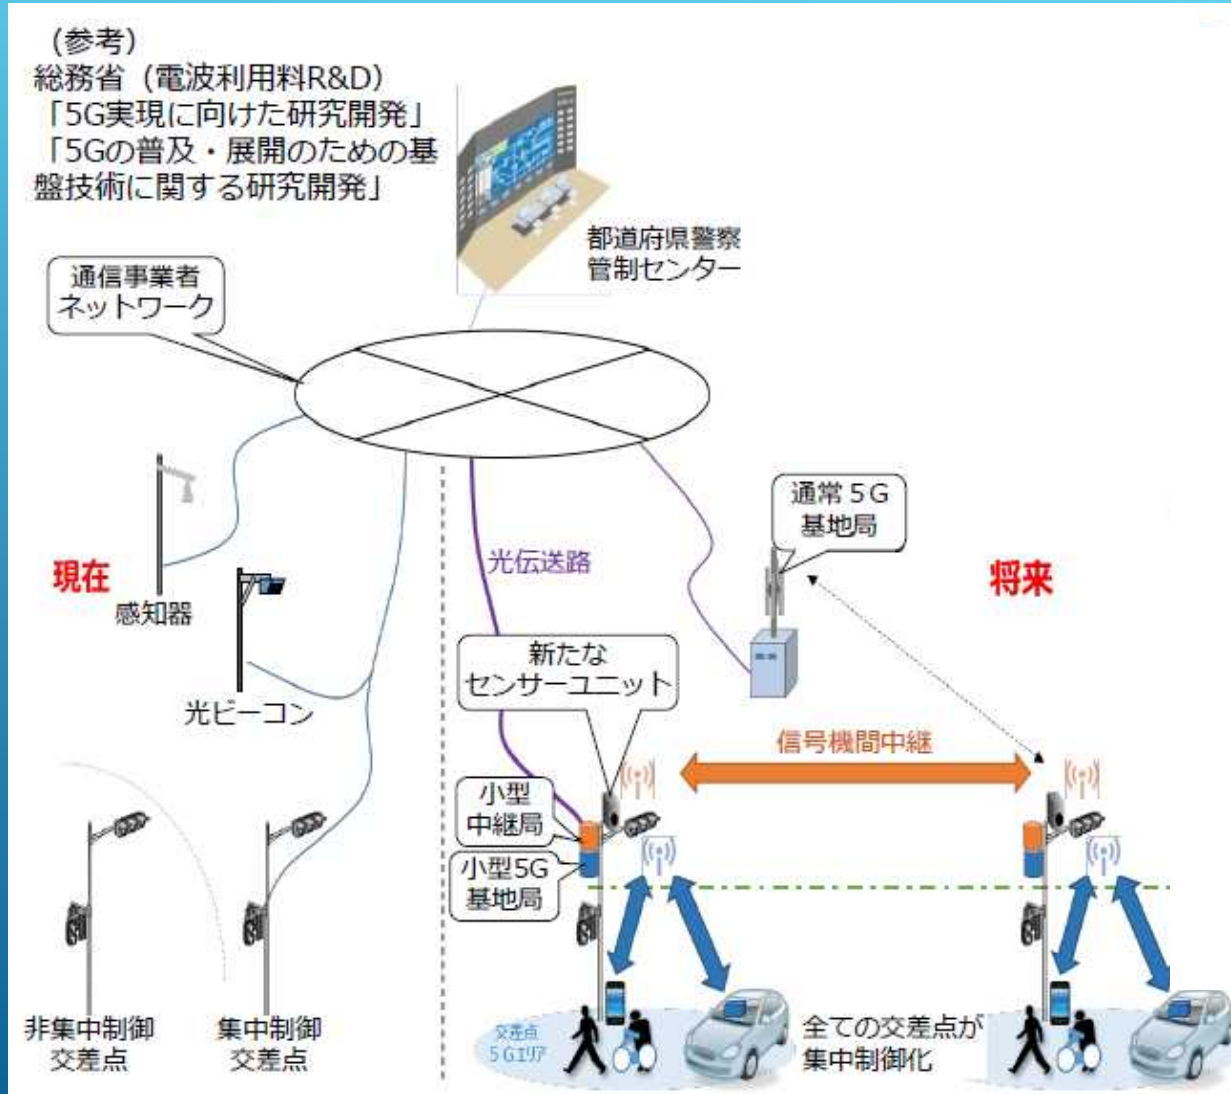 （参考）
総務省（電波利用料R&D）
「5G実現に向けた研究開発」
「5Gの普及・展開のための基
盤技術に関する研究開発」
都道府県警察
管制センター
通信事業者
ネットワーク
通常５G
基地局
光伝送路
現在
将来
感知器
新たな
センサーユニット
光ビーコン
信号機間中継
小型
中継局
小型5G
基地局
非集中制御
交差点
集中制御
交差点
交差点
５Gｴﾘｱ
全ての交差点が
集中制御化